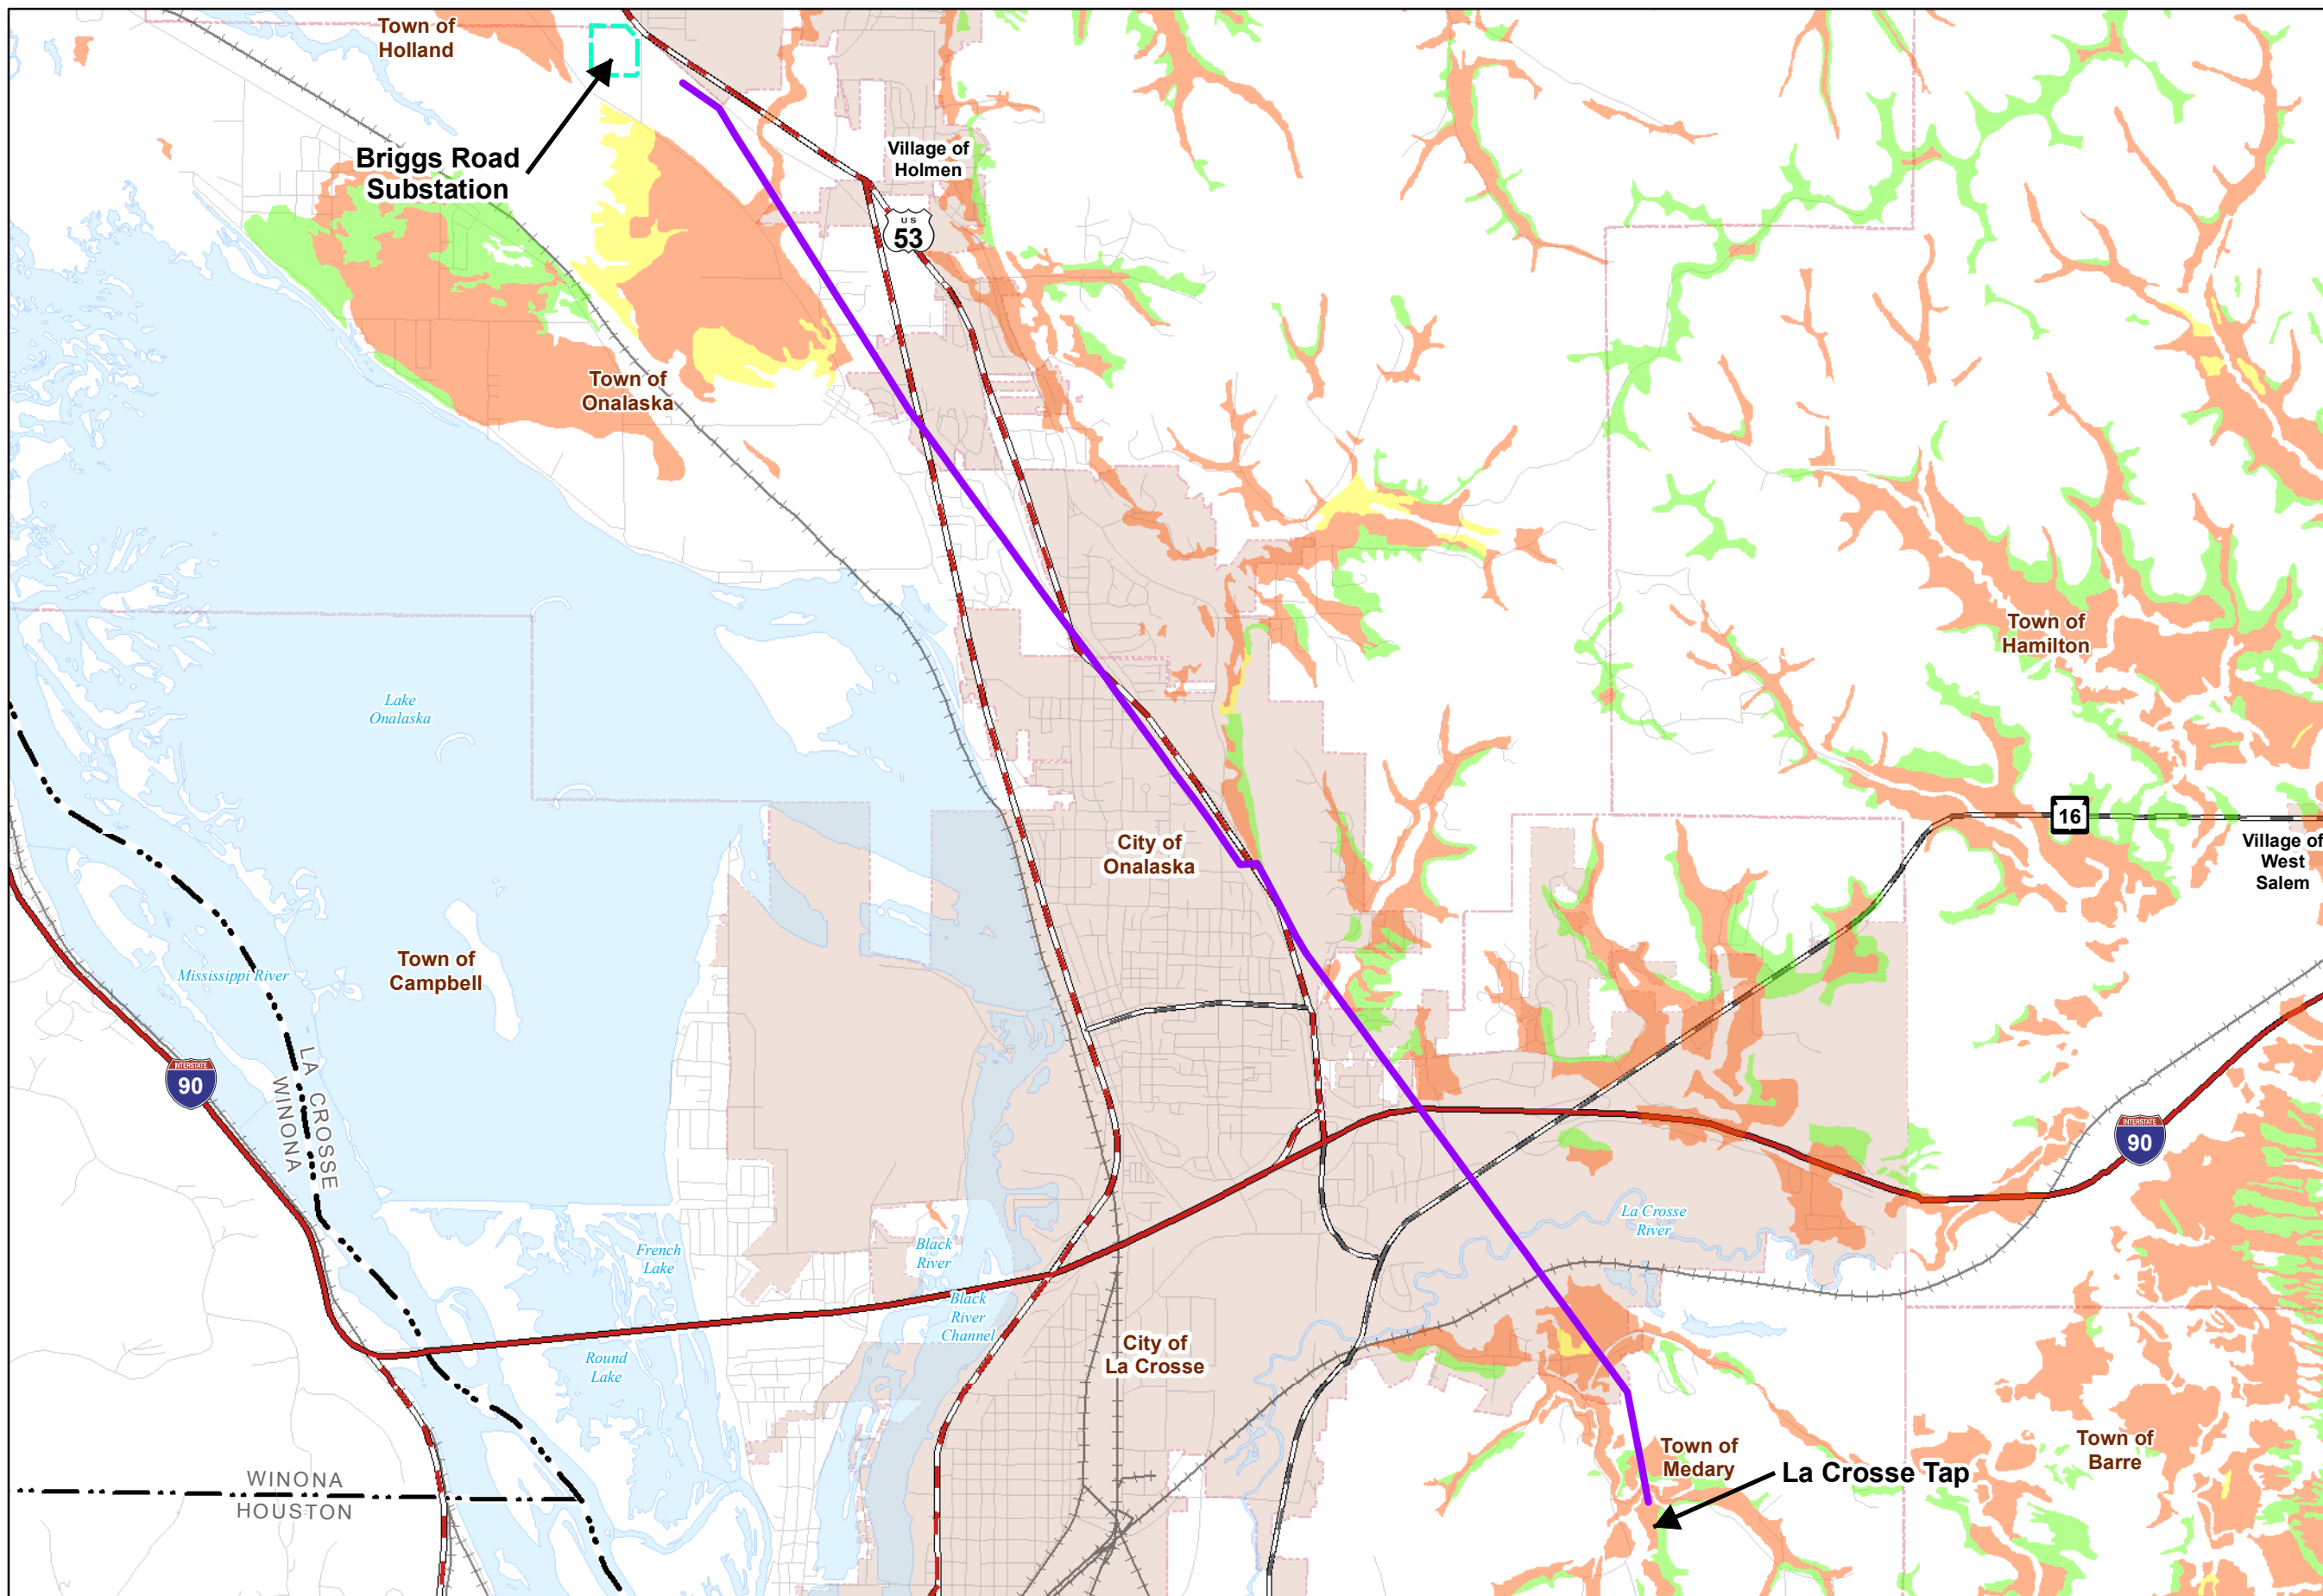 Town of
Holland
Briggs Road
Substation
Village of
Holmen
US
53
Town of
Onalaska
Town of
Hamilton
Lake
Onalaska
16
Village of
West
Salem
City of
Onalaska
Town of
Campbell
Mississippi River
INTERSTATE
90
LA CROSSE
WINONA
INTERSTATE
90
La Crosse
River
French
Lake
Black
River
Black
River
Channel
Round
Lake
City of
La Crosse
Town of
Medary
La Crosse Tap
Town of
Barre
WINONA
HOUSTON